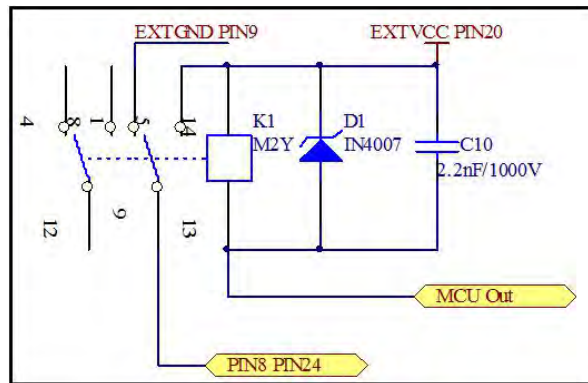 EXTGND PIN9
EXTVCC PIN20
4
8
1
5
14
K1
M2Y
D1
IN4007
C10
2.2nF/1000V
12
9
13
MCU Out
PIN8 PIN24